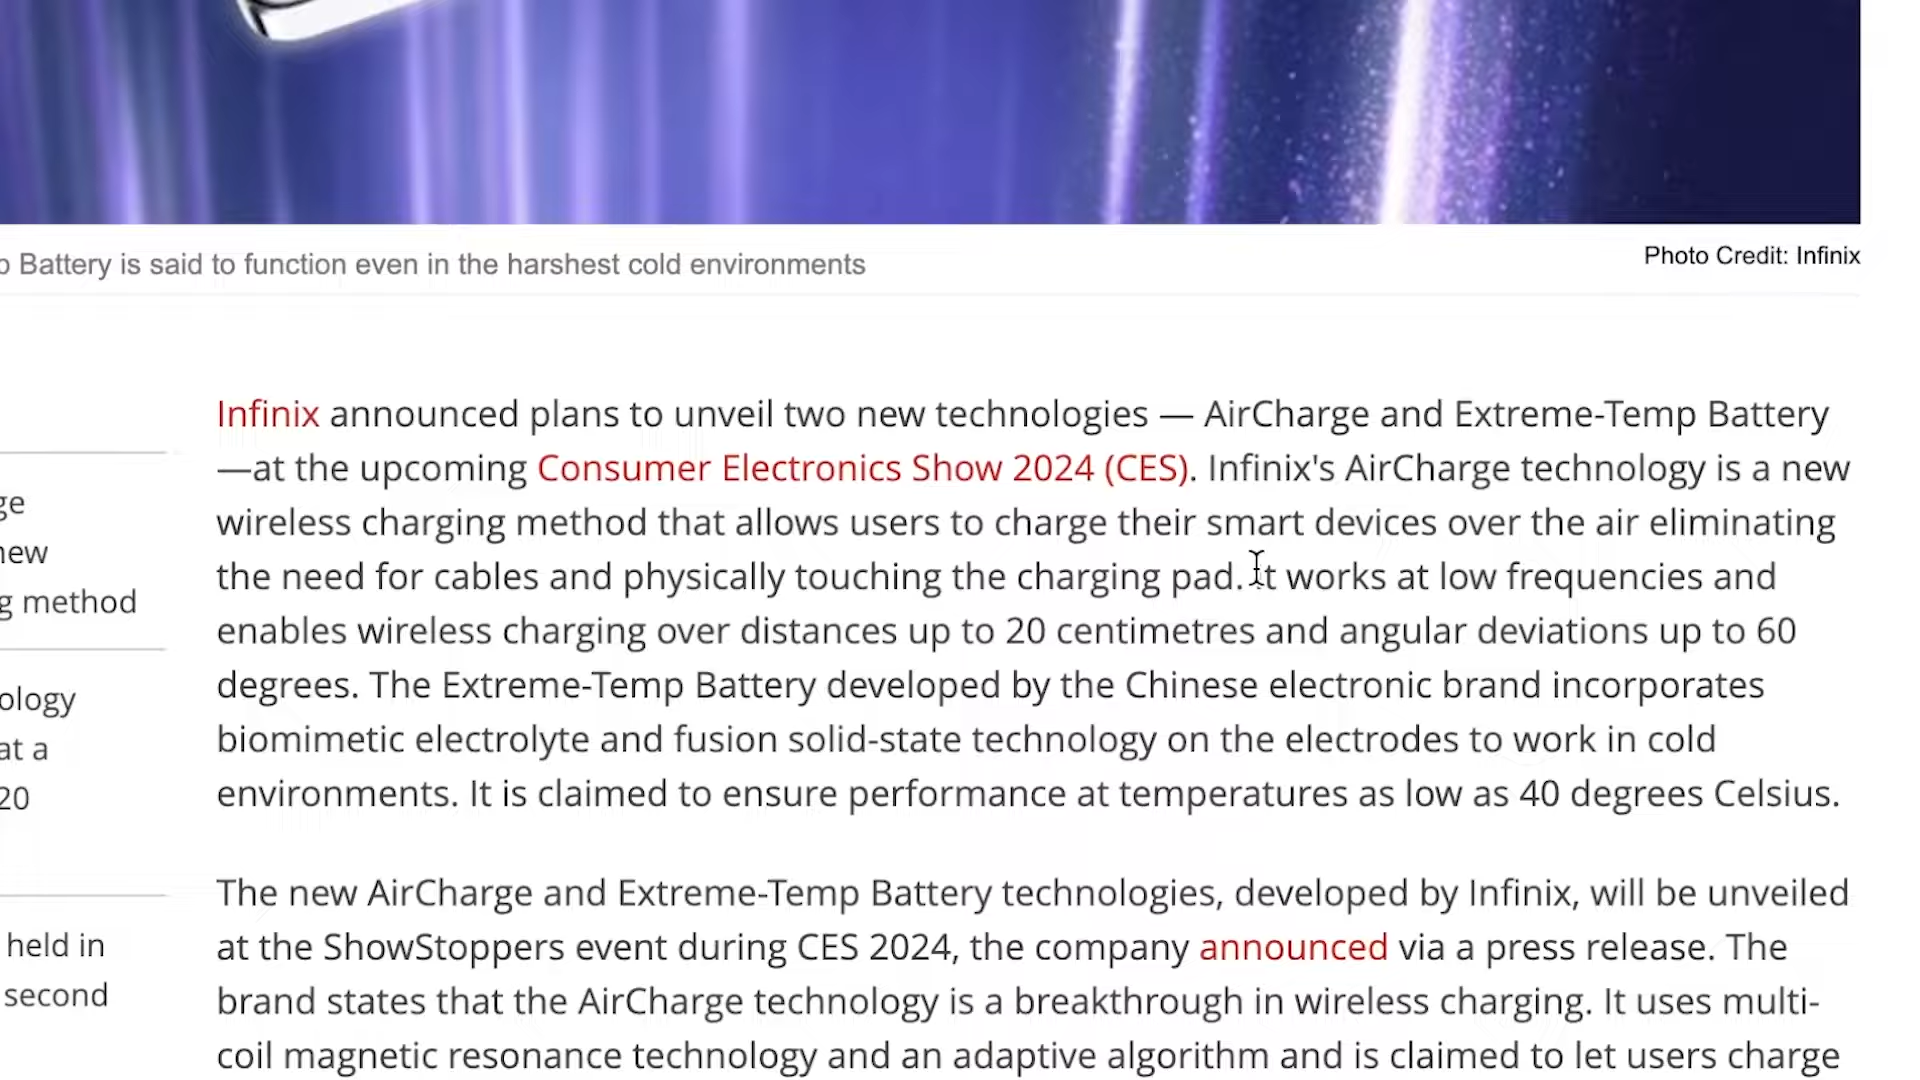 Battery is said to function even in the harshest cold environments
Photo Credit: Infinix
ge
new
g method
ology
at a
20
held in
second
Infinix announced plans to unveil two new technologies — AirCharge and Extreme-Temp Battery
—at the upcoming Consumer Electronics Show 2024 (CES). Infinix's AirCharge technology is a new
wireless charging method that allows users to charge their smart devices over the air eliminating
the need for cables and physically touching the charging pad. It works at low frequencies and
enables wireless charging over distances up to 20 centimetres and angular deviations up to 60
degrees. The Extreme-Temp Battery developed by the Chinese electronic brand incorporates
biomimetic electrolyte and fusion solid-state technology on the electrodes to work in cold
environments. It is claimed to ensure performance at temperatures as low as 40 degrees Celsius.
The new AirCharge and Extreme-Temp Battery technologies, developed by Infinix, will be unveiled
at the ShowStoppers event during CES 2024, the company announced via a press release. The
brand states that the AirCharge technology is a breakthrough in wireless charging. It uses multi-
coil magnetic resonance technology and an adaptive algorithm and is claimed to let users charge